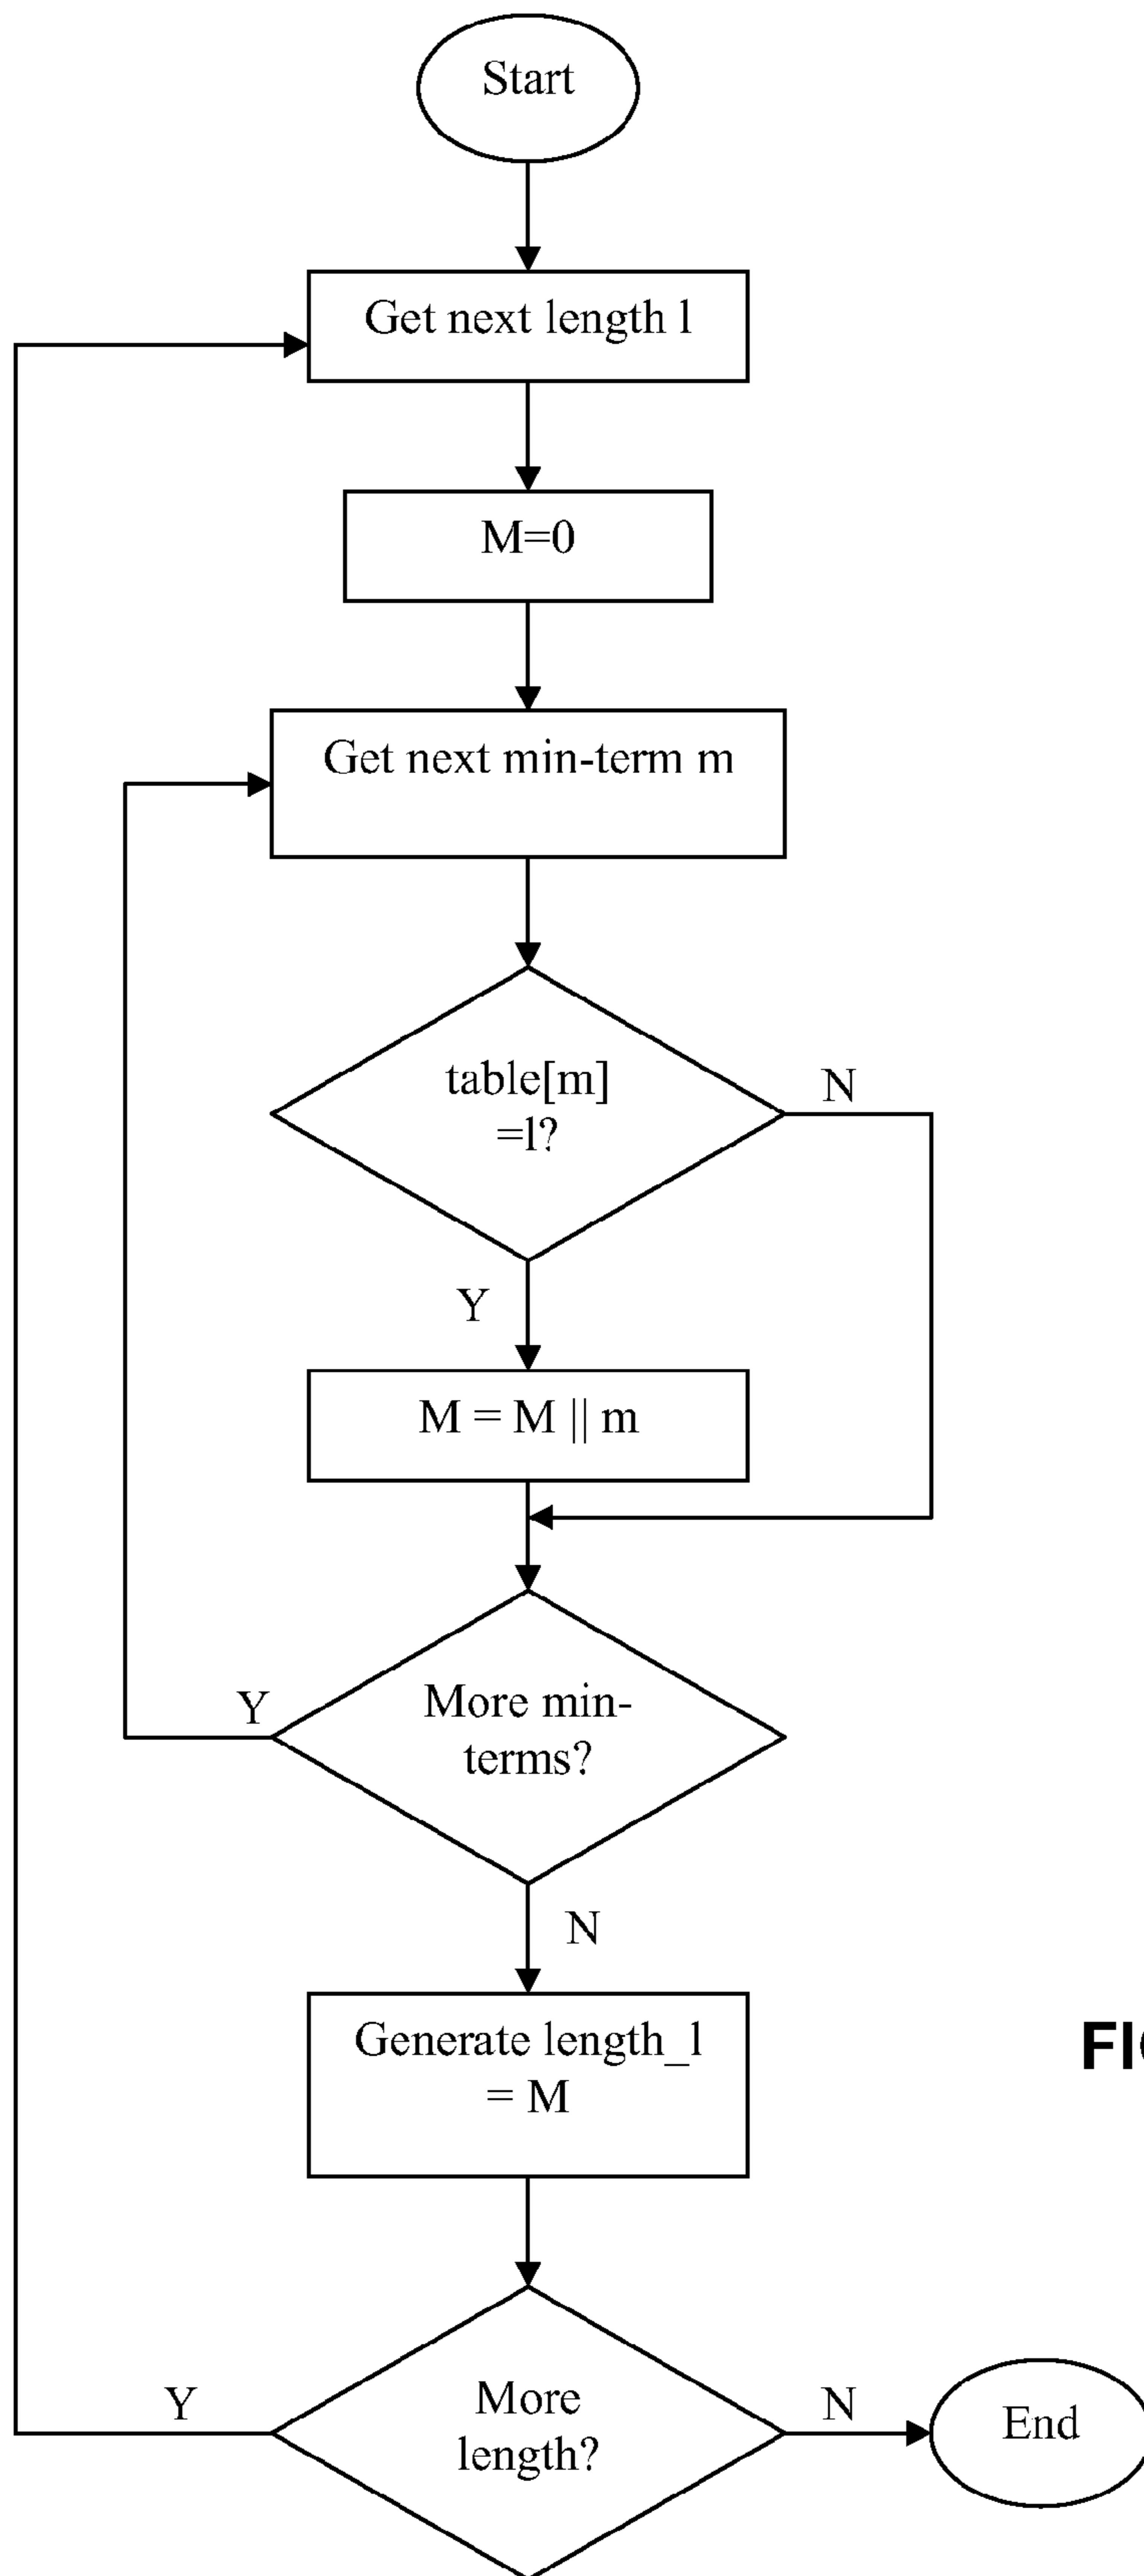 Start
Get next length l
M=0
Get next min-term m
table[m]
=l?
N
Y
M = M || m
More min-
terms?
Y
N
Generate length_l
= M
More
length?
Y
N
End